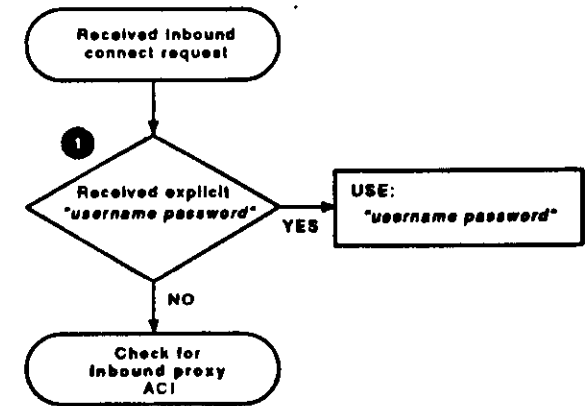 Received inbound
connect request
1
Received explicit
"username password"
YES
USE:
"username password"
NO
Check for
inbound proxy
ACI